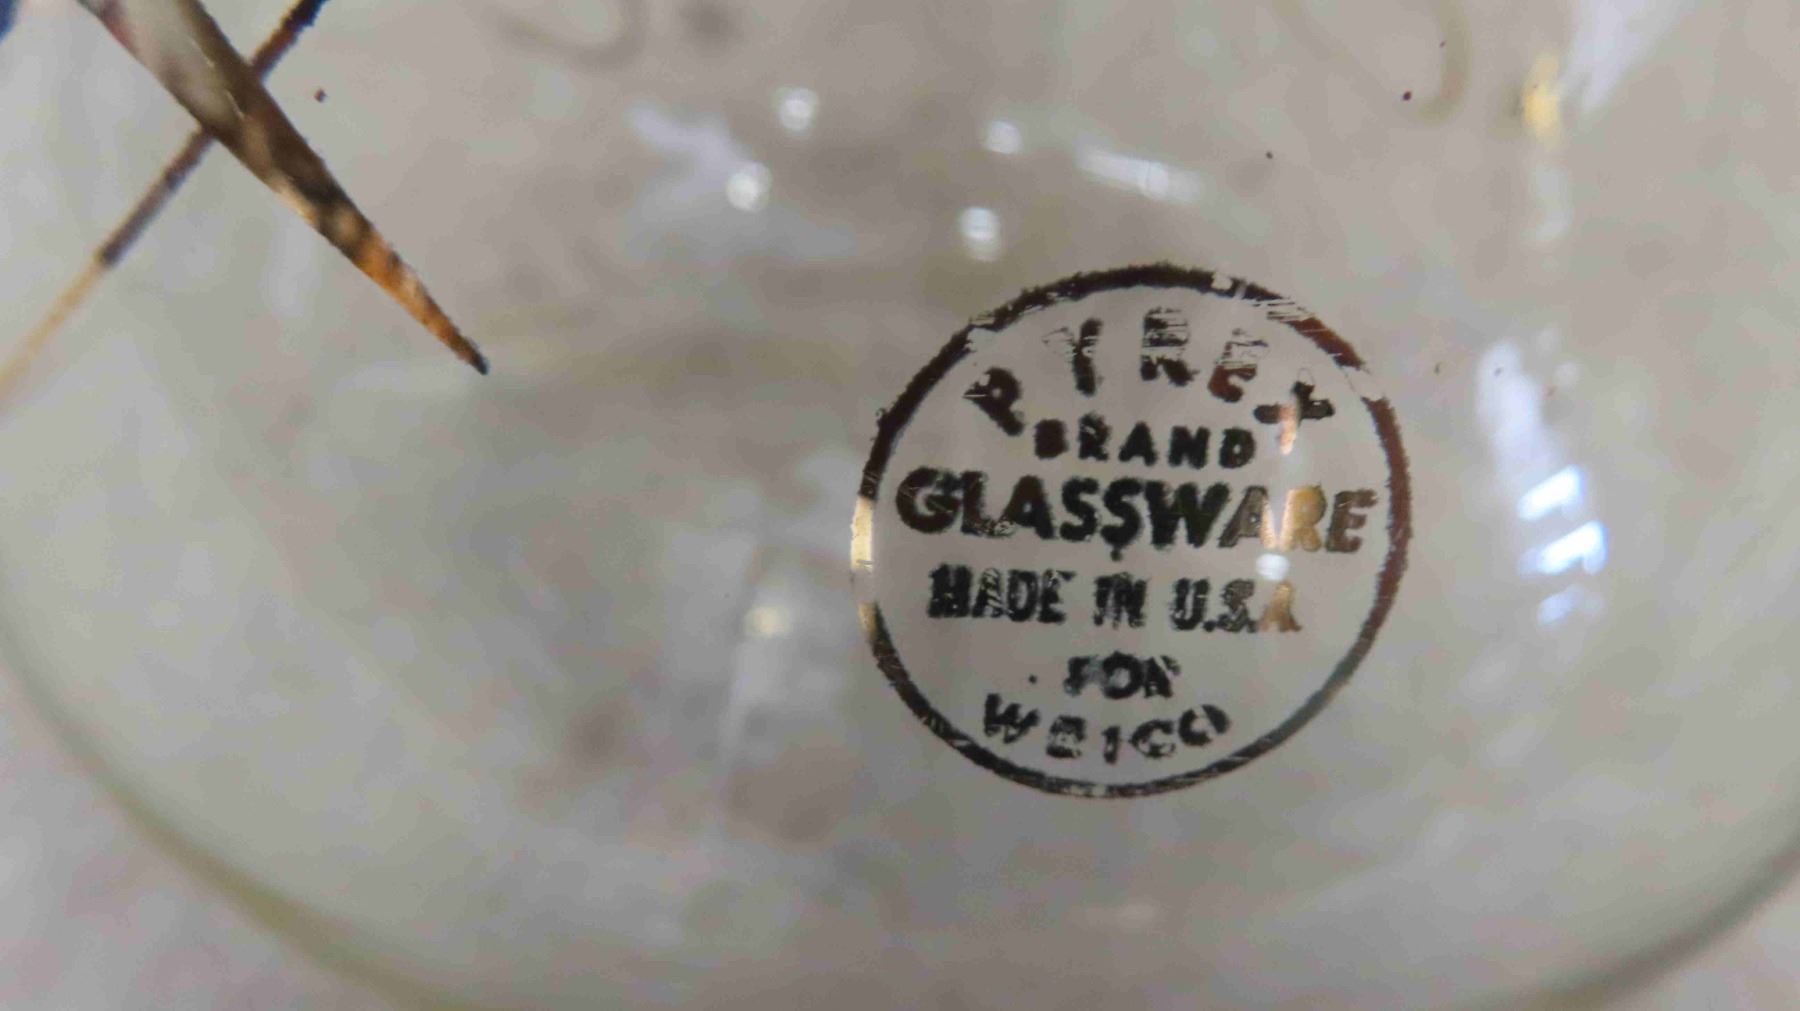 PYREX
BRAND
GLASSWARE
MADE IN U.S.A
FOR
WEICO